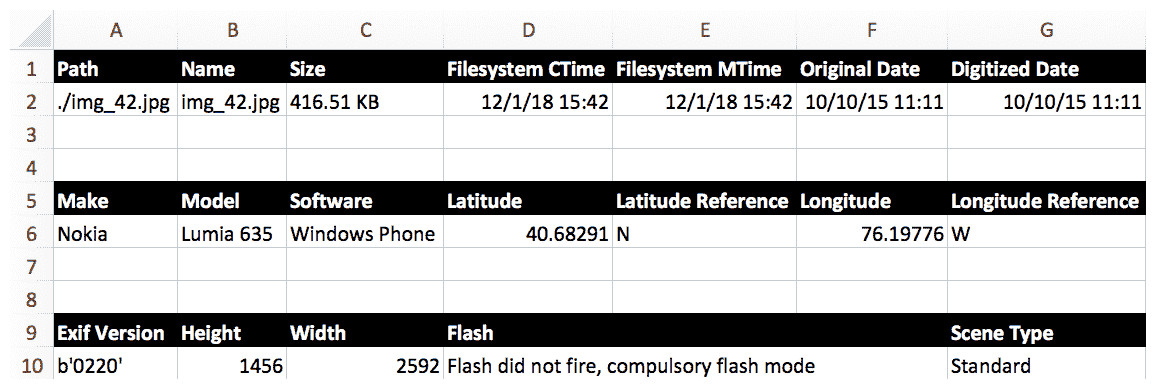 A B C D E F G
1 Path Name Size Filesystem CTime Filesystem MTime Original Date Digitized Date
2 ./img_42.jpg img_42.jpg 416.51 KB 12/1/18 15:42 12/1/18 15:42 10/10/15 11:11 10/10/15 11:11
3
4
5 Make Model Software Latitude Latitude Reference Longitude Longitude Reference
6 Nokia Lumia 635 Windows Phone 40.68291 N 76.19776 W
7
8
9 Exif Version Height Width Flash Scene Type
10 b'0220' 1456 2592 Flash did not fire, compulsory flash mode Standard